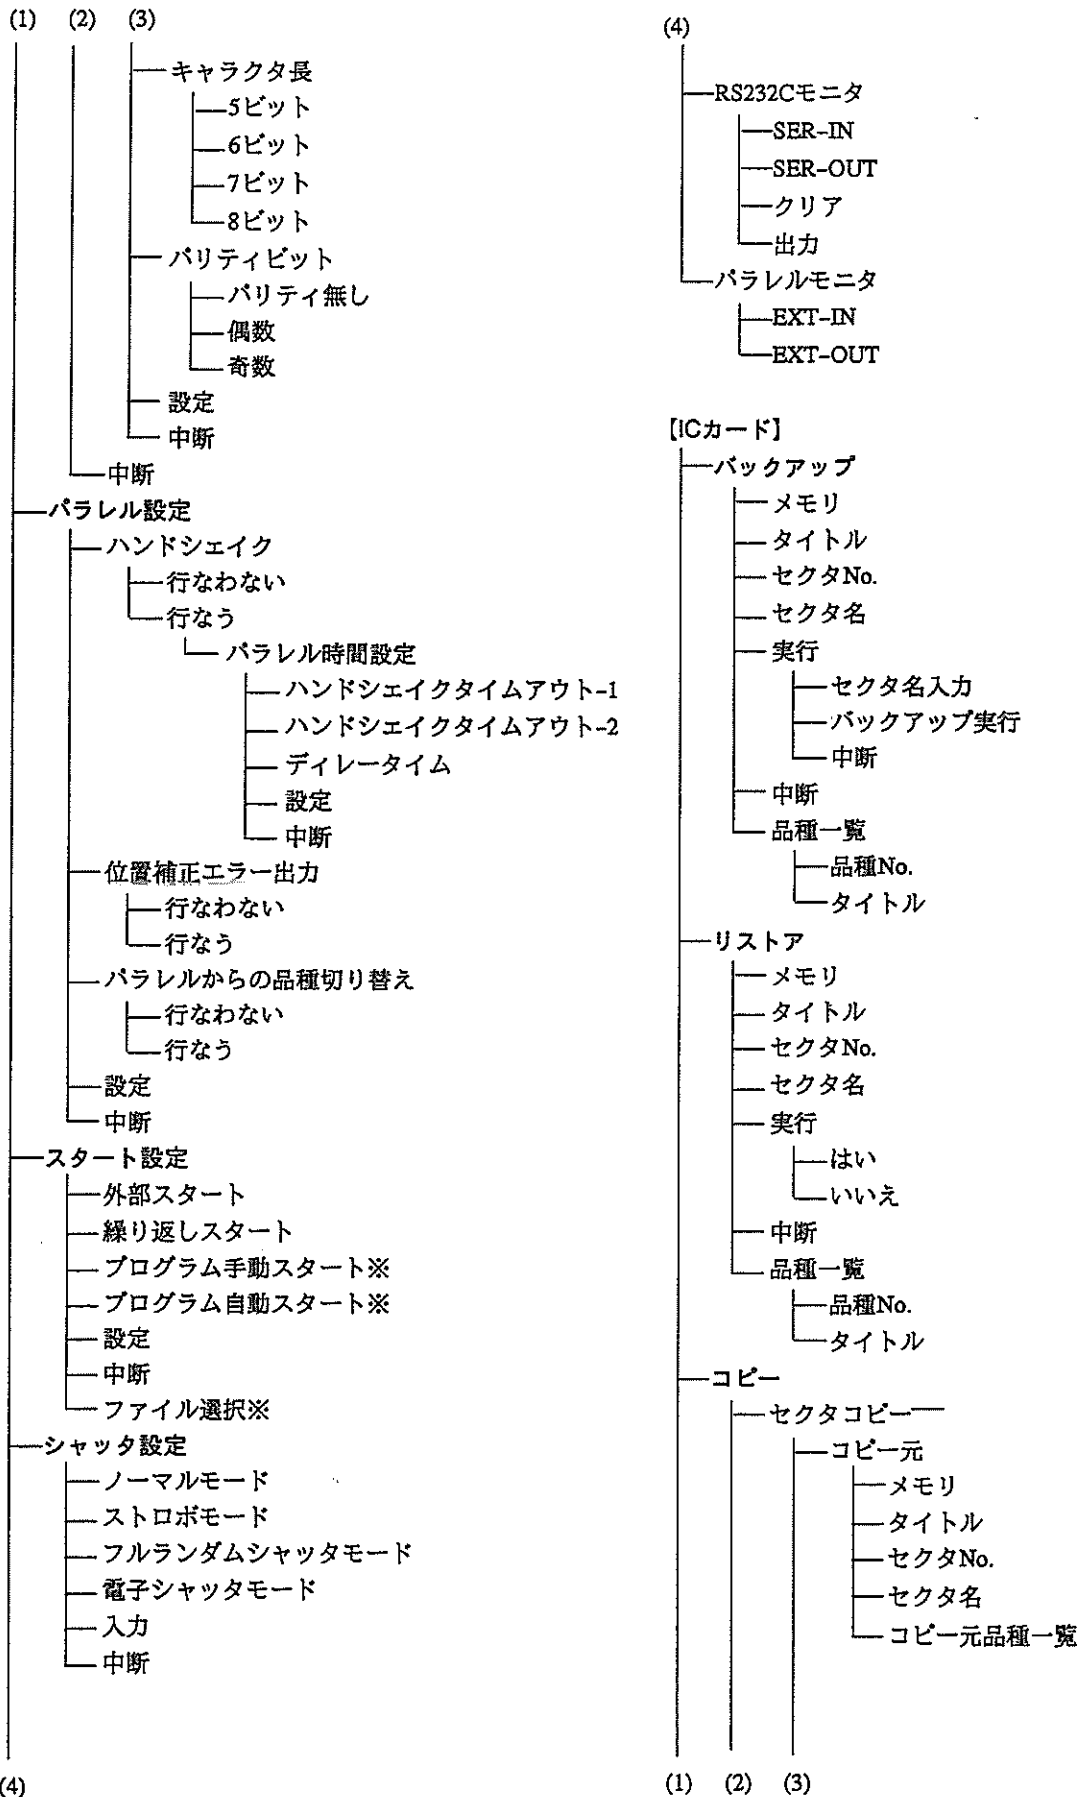 (1) (2) (3)
キャラクタ長
5ビット
6ビット
7ビット
8ビット
パリティビット
パリティ無し
偶数
奇数
設定
中断
中断
パラレル設定
ハンドシェイク
行なわない
行なう
パラレル時間設定
ハンドシェイクタイムアウト-1
ハンドシェイクタイムアウト-2
ディレータイム
設定
中断
位置補正エラー出力
行なわない
行なう
パラレルからの品種切り替え
行なわない
行なう
設定
中断
スタート設定
外部スタート
繰り返しスタート
プログラム手動スタート※
プログラム自動スタート※
設定
中断
ファイル選択※
シャッタ設定
ノーマルモード
ストロボモード
フルランダムシャッタモード
電子シャッタモード
入力
中断
(4)
(4)
RS232Cモニタ
SER-IN
SER-OUT
クリア
出力
パラレルモニタ
EXT-IN
EXT-OUT
【ICカード】
バックアップ
メモリ
タイトル
セクタNo.
セクタ名
実行
セクタ名入力
バックアップ実行
中断
中断
品種一覧
品種No.
タイトル
リストア
メモリ
タイトル
セクタNo.
セクタ名
実行
はい
いいえ
中断
品種一覧
品種No.
タイトル
コピー
セクタコピー
コピー元
メモリ
タイトル
セクタNo.
セクタ名
コピー元品種一覧
(1) (2) (3)